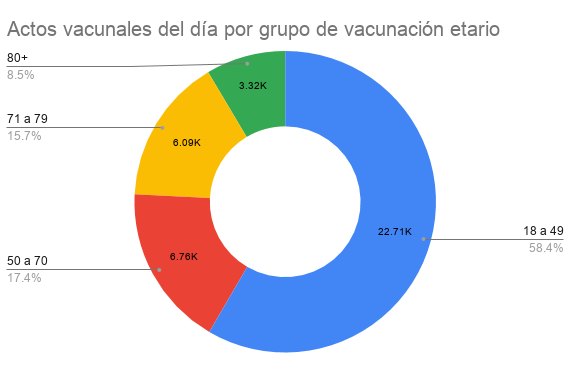 Actos vacunales del día por grupo de vacunación etario
80+
8.5%
3.32K
71 a 79
15.7%
6.09K
22.71K
18 a 49
58.4%
50 a 70
17.4%
6.76K